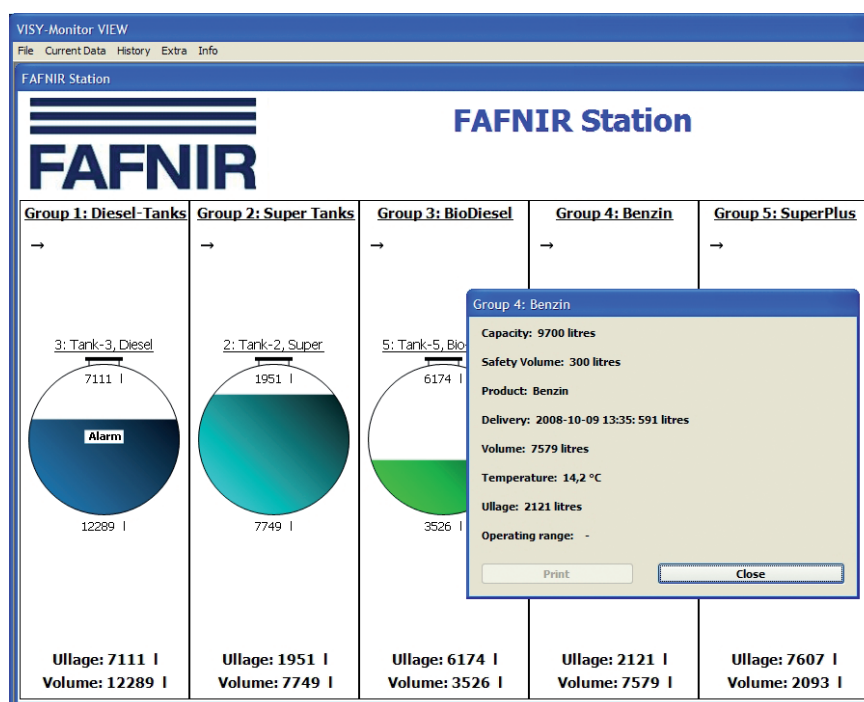 VISY-Monitor VIEW
File Current Data History Extra Info
FAFNIR Station
FAFNIR
FAFNIR Station
Group 1: Diesel-Tanks
Group 2: Super Tanks
Group 3: BioDiesel
Group 4: Benzin
Group 5: SuperPlus
→
→
→
→
→
3: Tank-3, Diesel
7111 l
Alarm
12289 l
2: Tank-2, Super
1951 l
7749 l
5: Tank-5, Bio-
6174 l
3526 l
Group 4: Benzin
Capacity: 9700 litres
Safety Volume: 300 litres
Product: Benzin
Delivery: 2008-10-09 13:35: 591 litres
Volume: 7579 litres
Temperature: 14,2 °C
Ullage: 2121 litres
Operating range: -
Print
Close
Ullage: 7111 l
Volume: 12289 l
Ullage: 1951 l
Volume: 7749 l
Ullage: 6174 l
Volume: 3526 l
Ullage: 2121 l
Volume: 7579 l
Ullage: 7607 l
Volume: 2093 l